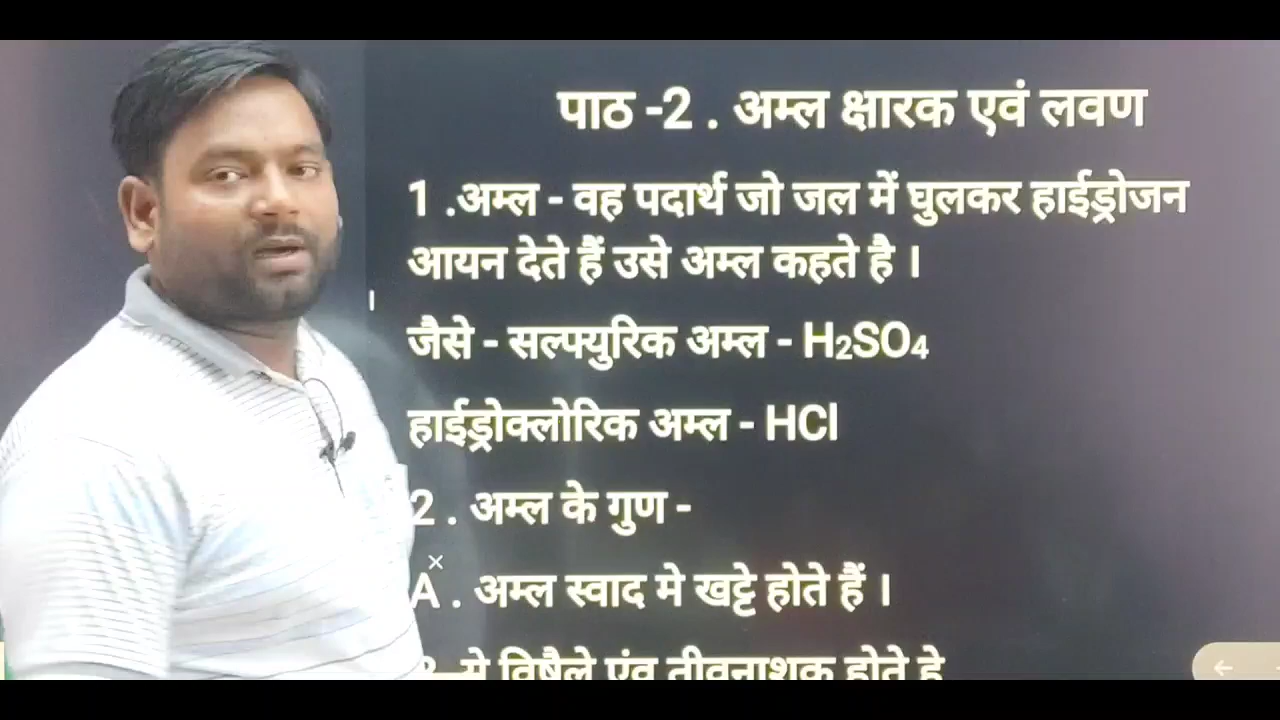 पाठ -2 . अम्ल क्षारक एवं लवण
1 .अम्ल - वह पदार्थ जो जल में घुलकर हाईड्रोजन
आयन देते हैं उसे अम्ल कहते है ।
जैसे - सल्फ्युरिक अम्ल - H₂SO₄
हाईड्रोक्लोरिक अम्ल - HCl
2 . अम्ल के गुण -
A . अम्ल स्वाद मे खट्टे होते हैं ।
विषैले एंव होते हे